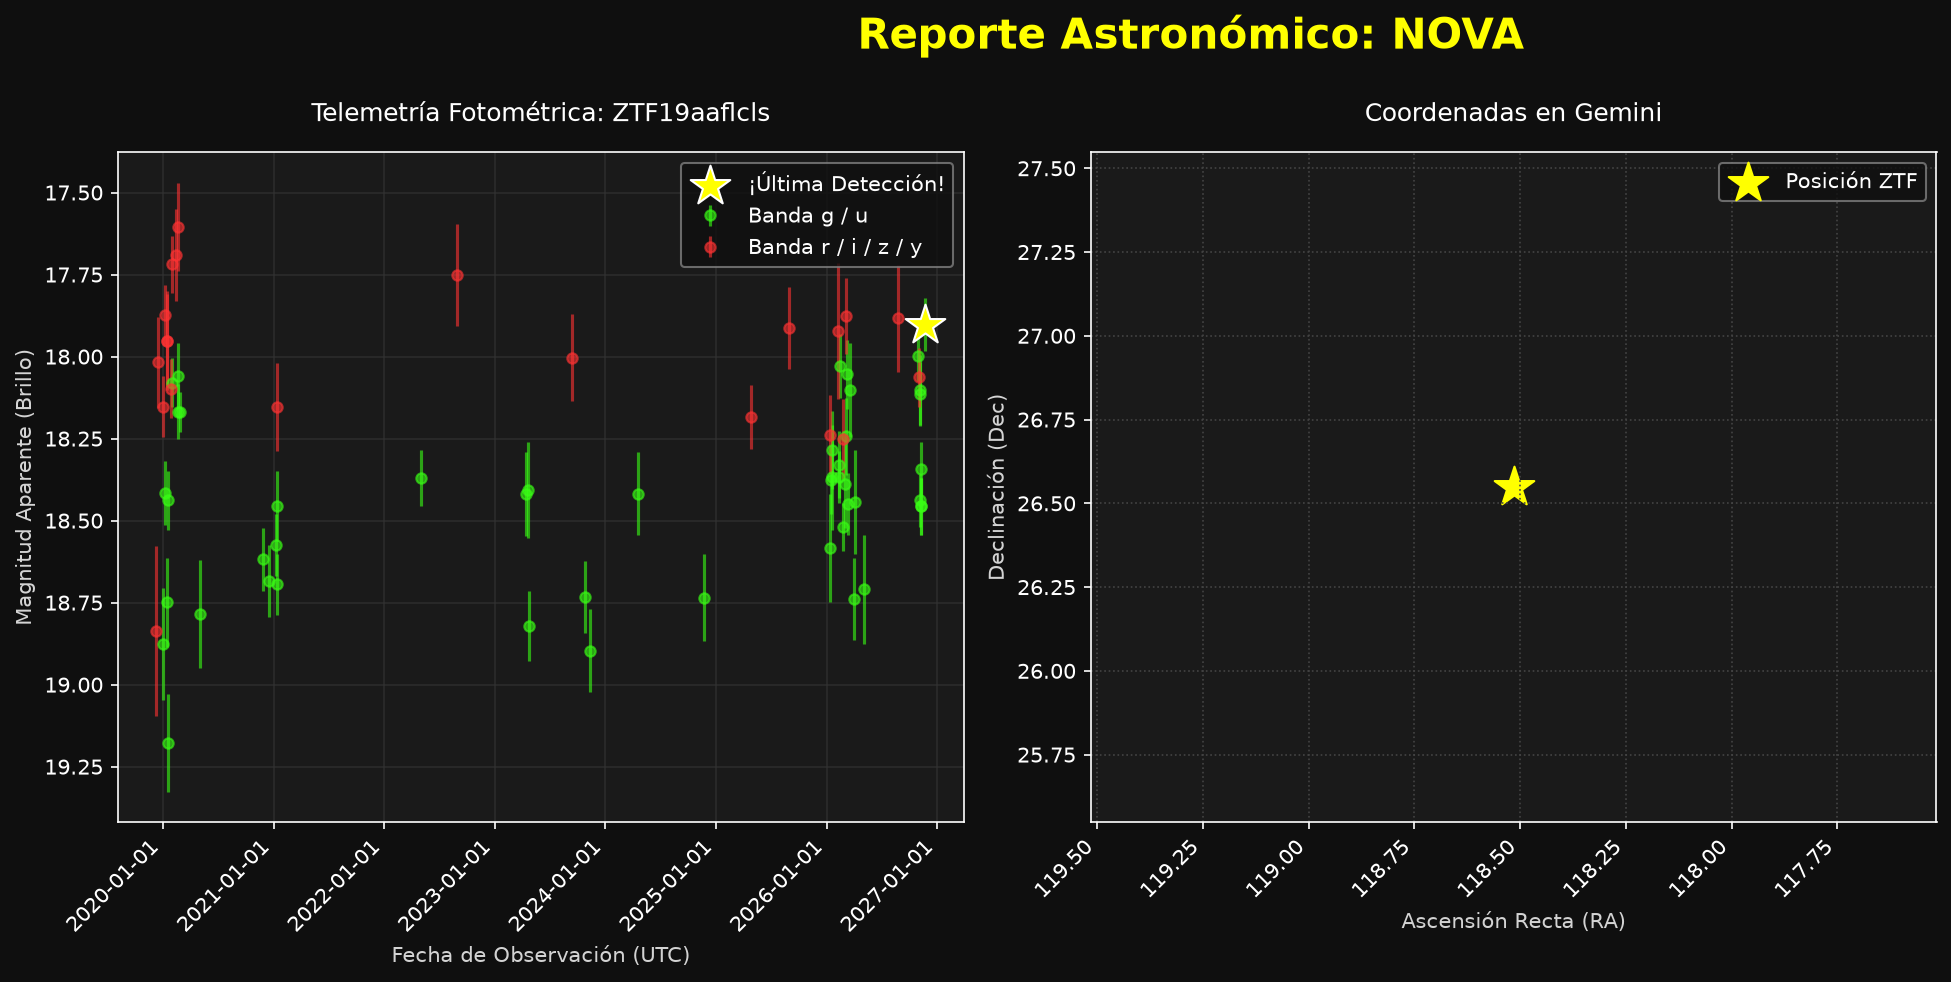 Reporte Astronómico: NOVA
Telemetría Fotométrica: ZTF19aaflcls
Magnitud Aparente (Brillo)
17.50
17.75
18.00
18.25
18.50
18.75
19.00
19.25
¡Última Detección!
Banda g / u
Banda r / i / z / y
2020-01-01
2021-01-01
2022-01-01
2023-01-01
2024-01-01
2025-01-01
2026-01-01
2027-01-01
Fecha de Observación (UTC)
Coordenadas en Gemini
Declinación (Dec)
27.50
27.25
27.00
26.75
26.50
26.25
26.00
25.75
Posición ZTF
119.50
119.25
119.00
118.75
118.50
118.25
118.00
117.75
Ascensión Recta (RA)